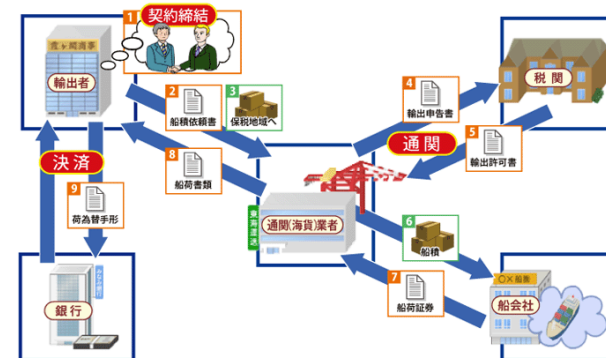 1 契約締結
霞ヶ関商事
輸出者
2
船積依頼書
3
保税地域へ
4
輸出申告書
税関
5
輸出許可書
通関
8
船荷書類
決済
9
荷為替手形
通関(海貨)業者
6
船積
7
船荷証券
〇×船舶
船会社
銀行